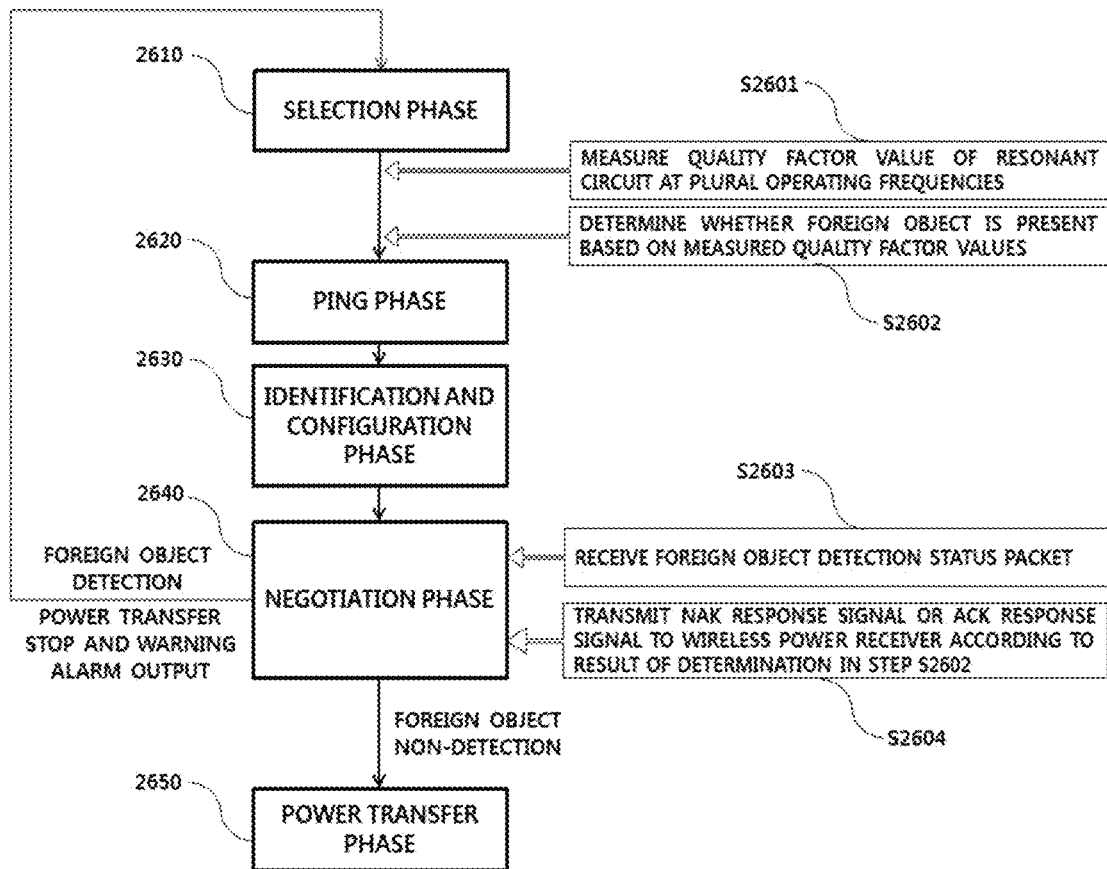 2610
SELECTION PHASE
S2601
MEASURE QUALITY FACTOR VALUE OF RESONANT
CIRCUIT AT PLURAL OPERATING FREQUENCIES
DETERMINE WHETHER FOREIGN OBJECT IS PRESENT
BASED ON MEASURED QUALITY FACTOR VALUES
S2602
2620
PING PHASE
2630
IDENTIFICATION AND
CONFIGURATION
PHASE
S2603
2640
RECEIVE FOREIGN OBJECT DETECTION STATUS PACKET
NEGOTIATION PHASE
FOREIGN OBJECT
DETECTION
POWER TRANSFER
STOP AND WARNING
ALARM OUTPUT
TRANSMIT NAK RESPONSE SIGNAL OR ACK RESPONSE
SIGNAL TO WIRELESS POWER RECEIVER ACCORDING TO
RESULT OF DETERMINATION IN STEP S2602
S2604
FOREIGN OBJECT
NON-DETECTION
2650
POWER TRANSFER
PHASE